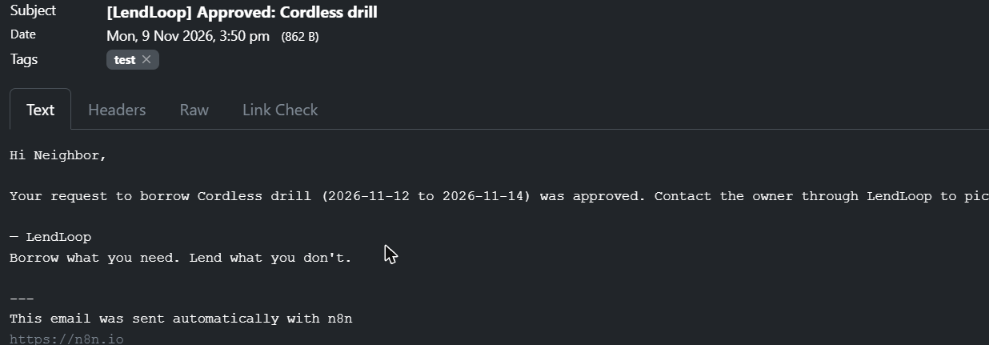 Subject [LendLoop] Approved: Cordless drill
Date Mon, 9 Nov 2026, 3:50 pm (862 B)
Tags test ×
Text Headers Raw Link Check
Hi Neighbor,
Your request to borrow Cordless drill (2026-11-12 to 2026-11-14) was approved. Contact the owner through LendLoop to pic
— LendLoop
Borrow what you need. Lend what you don't.
---
This email was sent automatically with n8n
https://n8n.io